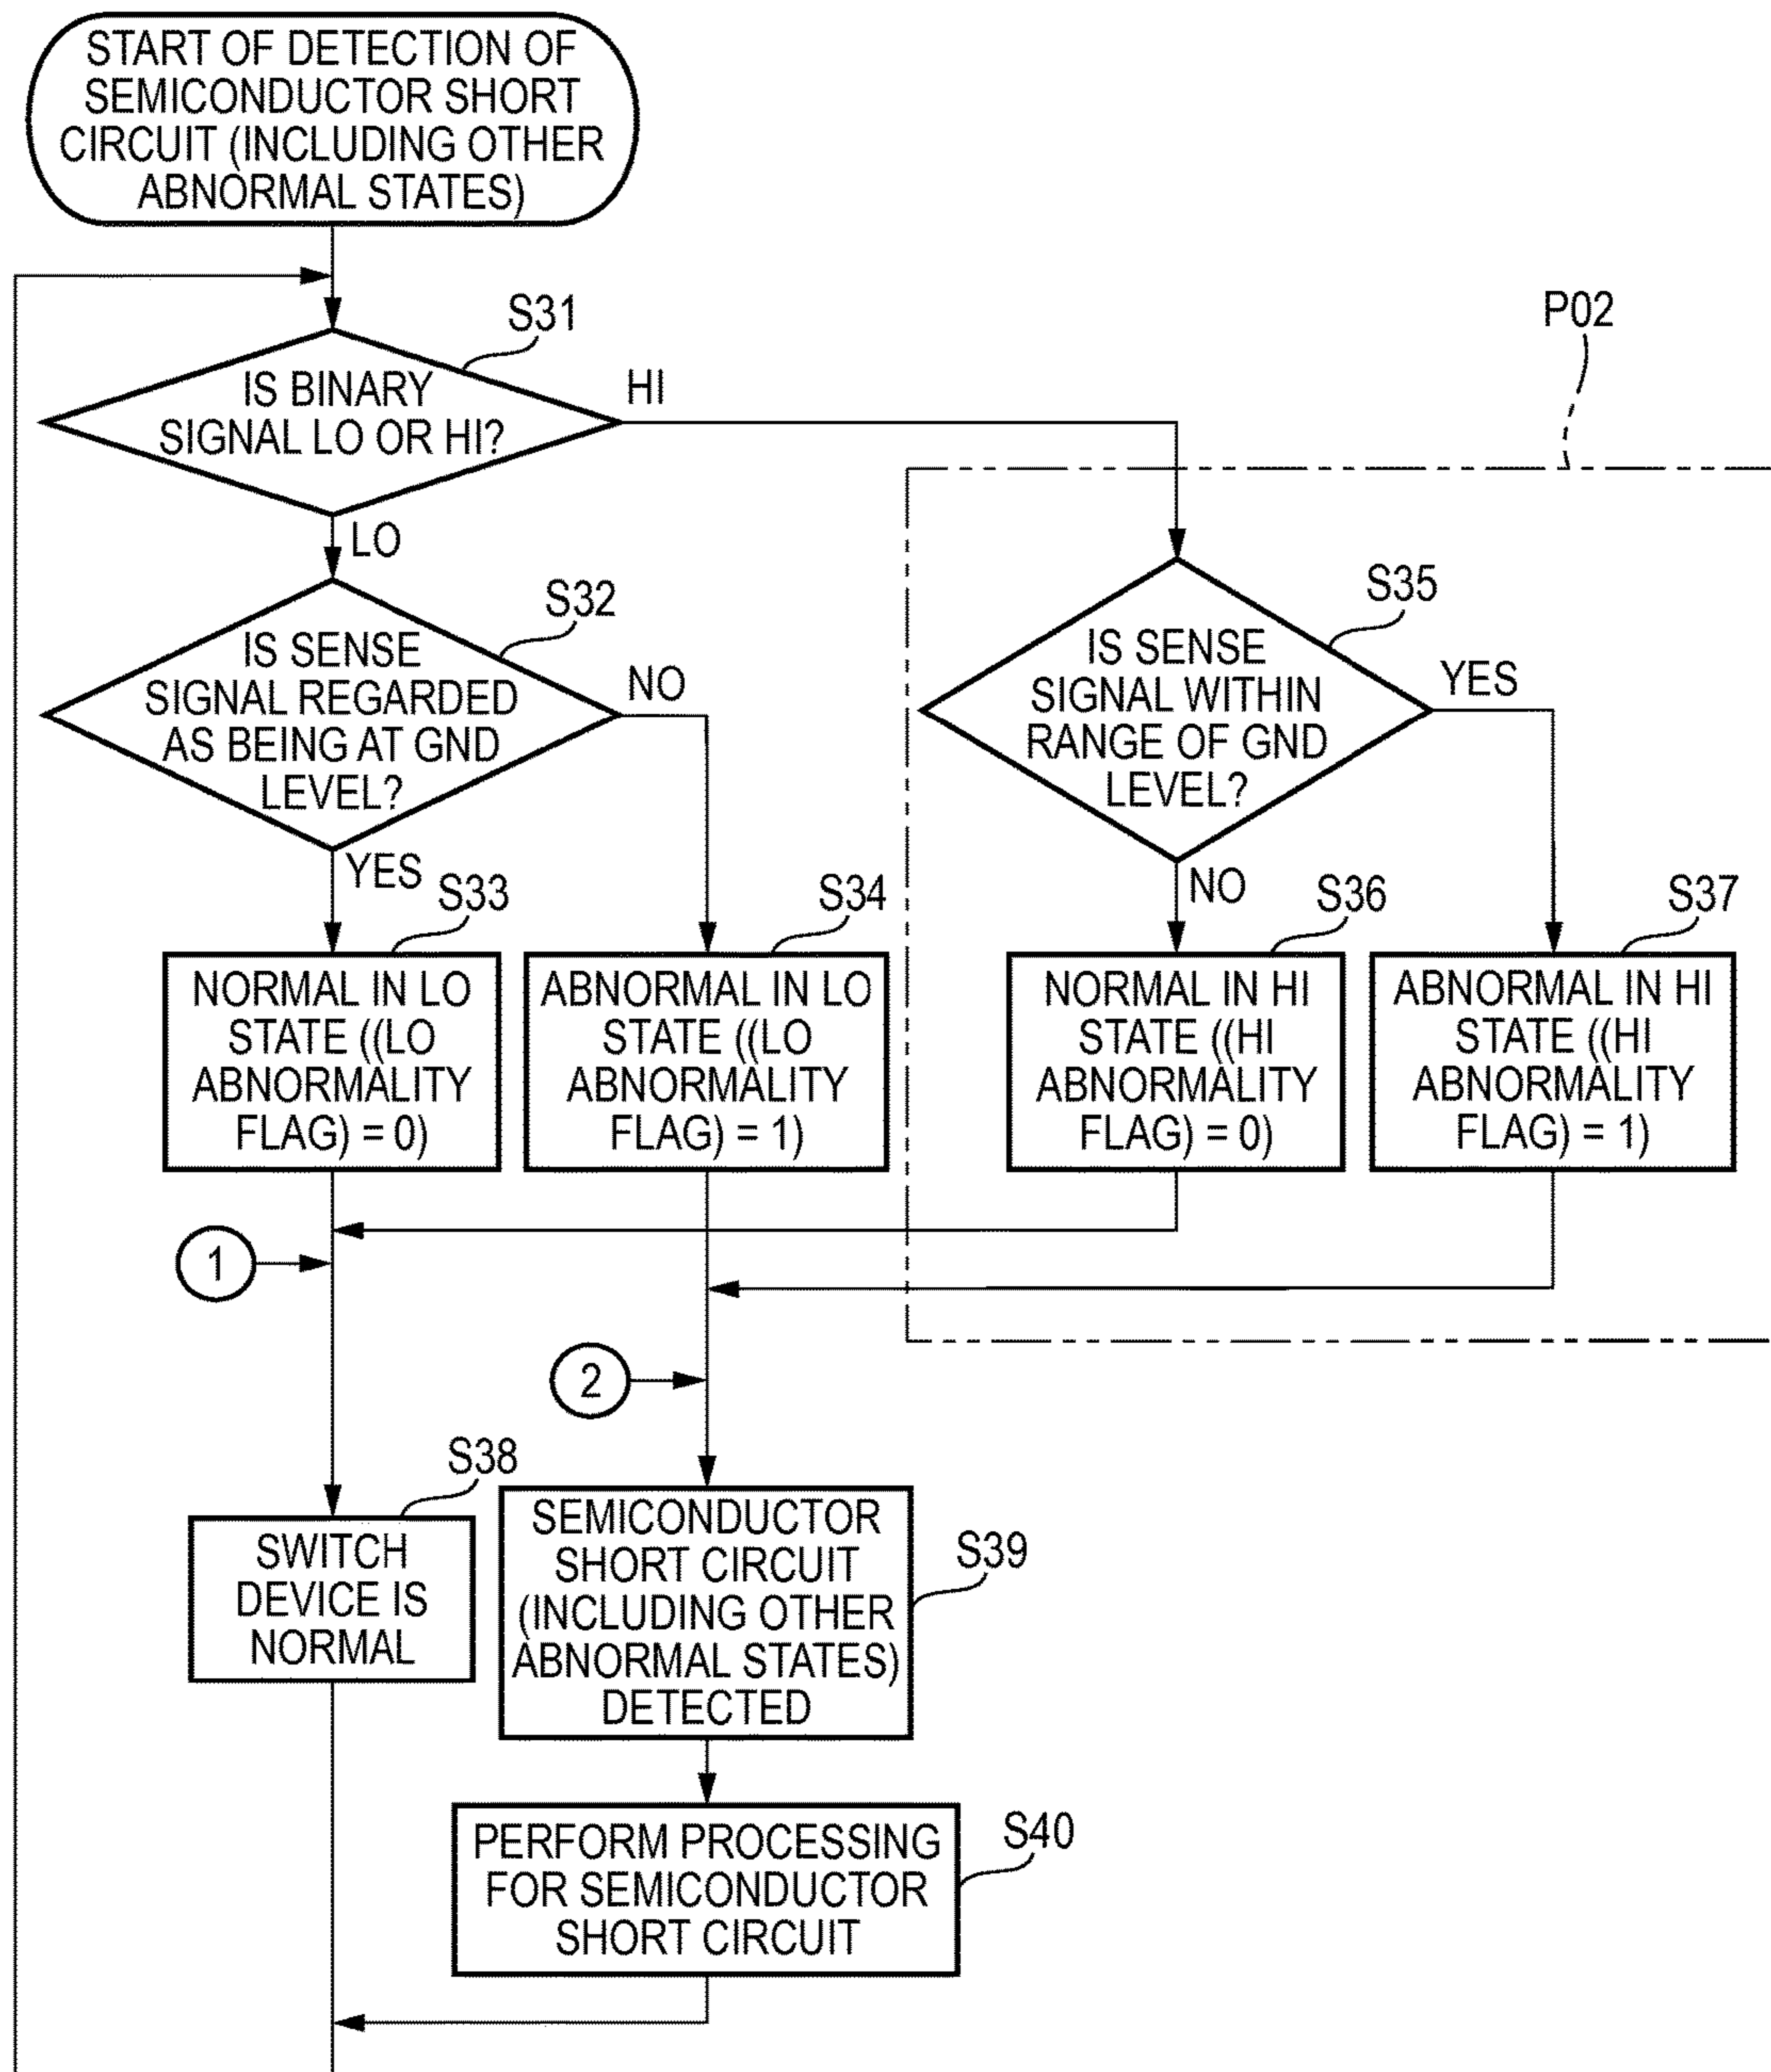 START OF DETECTION OF
SEMICONDUCTOR SHORT
CIRCUIT (INCLUDING OTHER
ABNORMAL STATES)
S31
P02
IS BINARY
SIGNAL LO OR HI?
HI
LO
S32
IS SENSE
SIGNAL REGARDED
AS BEING AT GND
LEVEL?
NO
YES
S35
IS SENSE
SIGNAL WITHIN
RANGE OF GND
LEVEL?
YES
NO
S33
NORMAL IN LO
STATE ((LO
ABNORMALITY
FLAG) = 0)
S34
ABNORMAL IN LO
STATE ((LO
ABNORMALITY
FLAG) = 1)
S36
NORMAL IN HI
STATE ((HI
ABNORMALITY
FLAG) = 0)
S37
ABNORMAL IN HI
STATE ((HI
ABNORMALITY
FLAG) = 1)
1
2
S38
SWITCH
DEVICE IS
NORMAL
S39
SEMICONDUCTOR
SHORT CIRCUIT
(INCLUDING OTHER
ABNORMAL STATES)
DETECTED
S40
PERFORM PROCESSING
FOR SEMICONDUCTOR
SHORT CIRCUIT